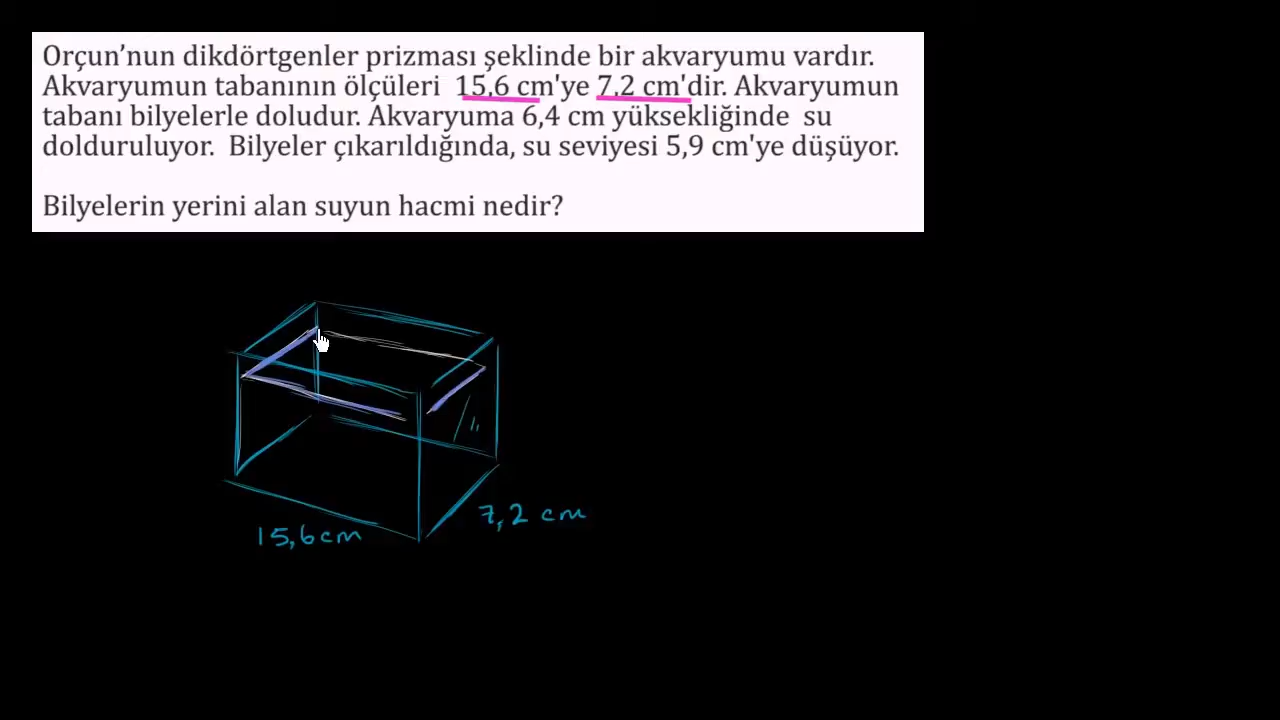 Orçun’nun dikdörtgenler prizması şeklinde bir akvaryumu vardır.
Akvaryumun tabanının ölçüleri 15,6 cm'ye 7,2 cm'dir. Akvaryumun
tabanı bilyelerle doludur. Akvaryuma 6,4 cm yüksekliğinde su
dolduruluyor. Bilyeler çıkarıldığında, su seviyesi 5,9 cm'ye düşüyor.
Bilyelerin yerini alan suyun hacmi nedir?
7,2 cm
15,6cm